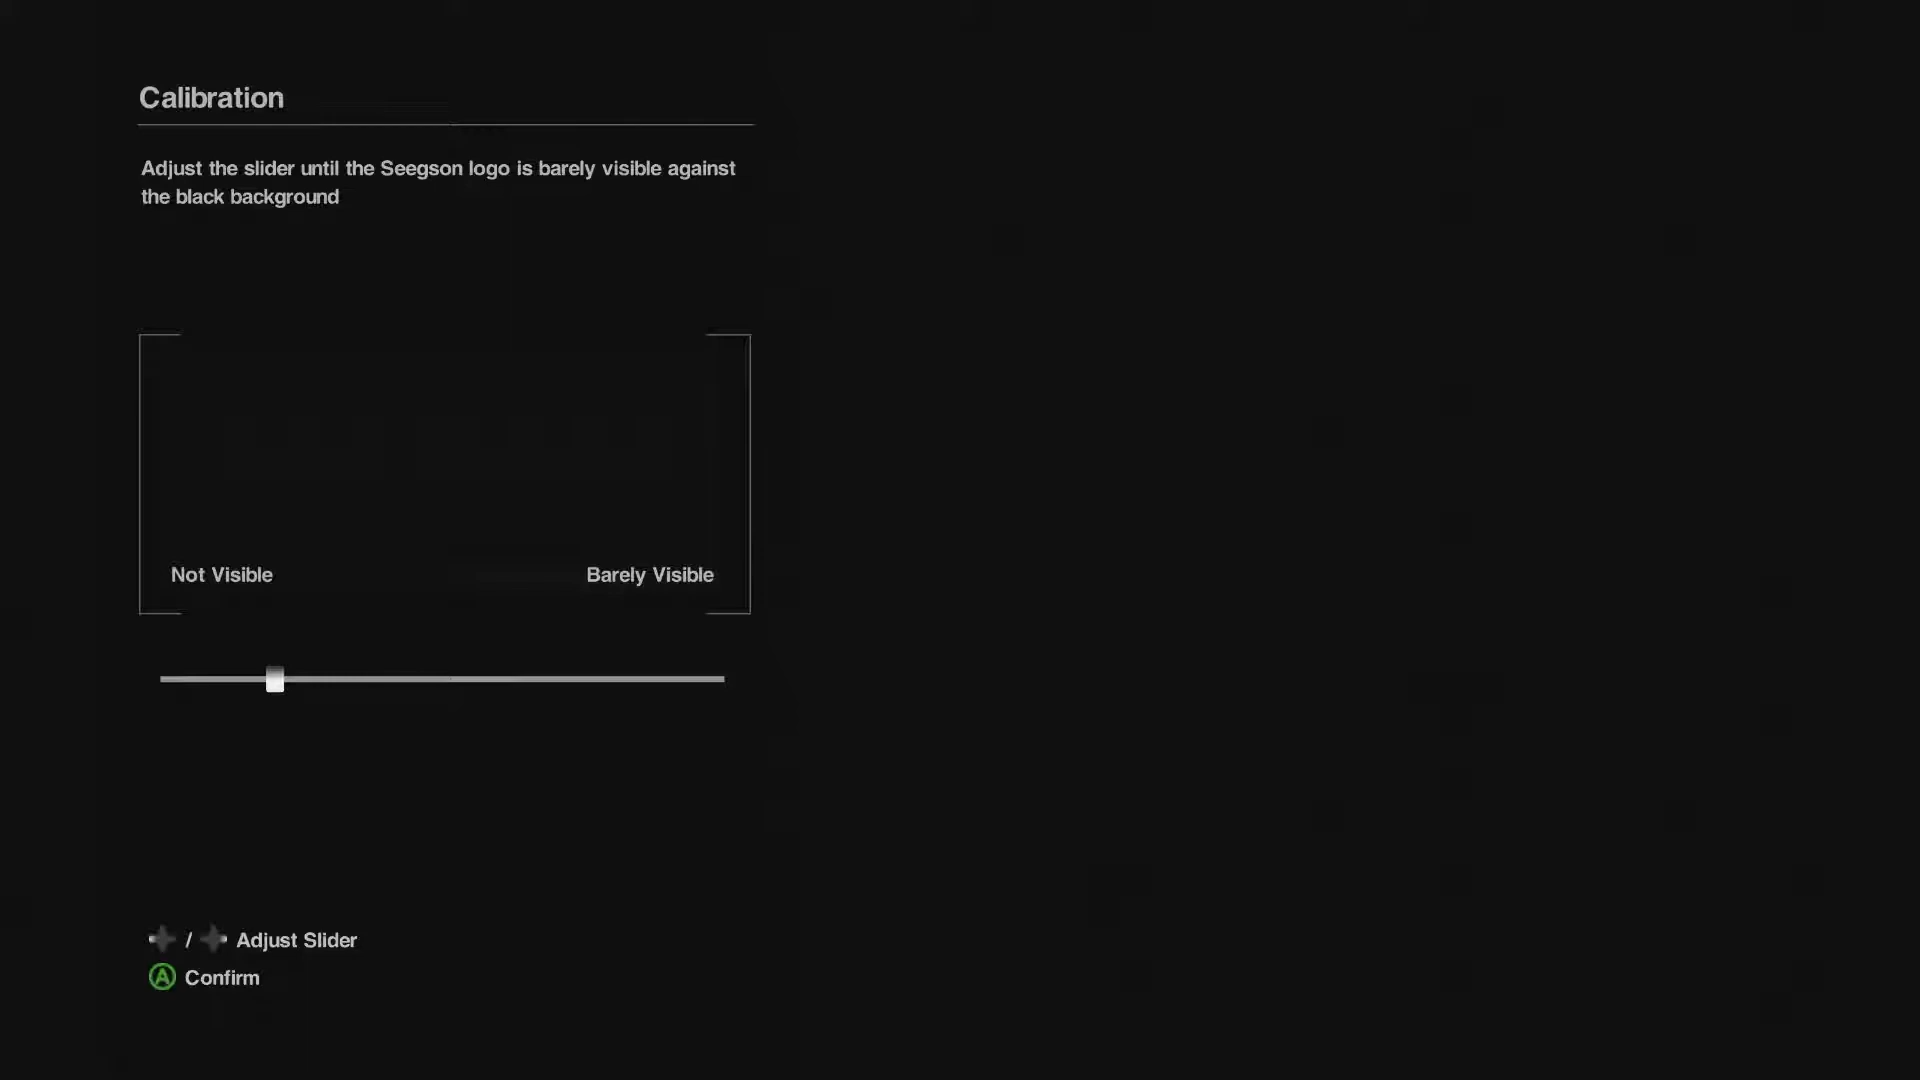 Calibration
Adjust the slider until the Seegson logo is barely visible against
the black background
Not Visible
Barely Visible
/ Adjust Slider
A Confirm